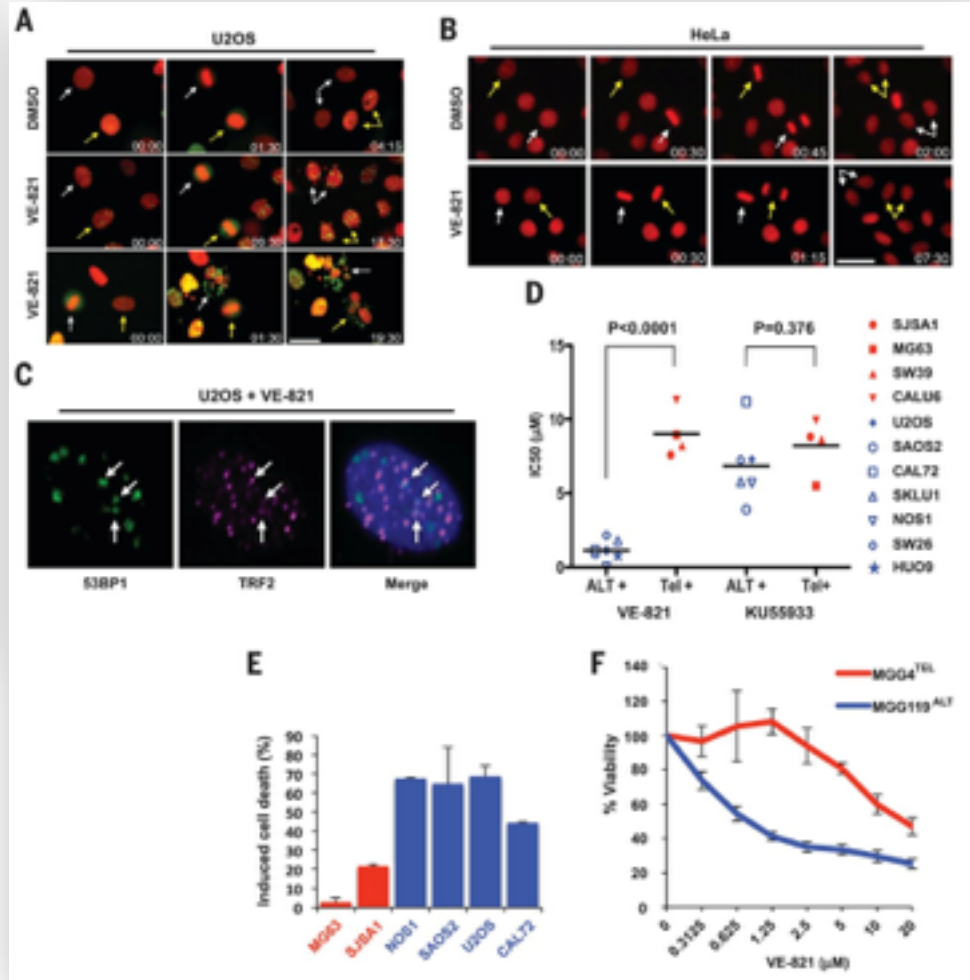 A
U2OS
DMSO
00:00
01:30
04:15
VE-821
00:00
VE-821
00:00
01:30
19:30
B
HeLa
DMSO
00:00
00:30
00:45
02:00
VE-821
00:00
00:30
01:15
07:30
C
U2OS + VE-821
53BP1
TRF2
Merge
D
P<0.0001
P=0.376
15
10
5
0
IC50 (µM)
ALT +
Tel +
ALT +
Tel+
VE-821
KU55933
SJSA1
MG63
SW39
CALU6
U2OS
SAOS2
CAL72
SKLU1
NOS1
SW26
HUO9
E
Induced cell death (%)
90
80
70
60
50
40
30
20
10
0
MG63
SJSA1
NOS1
SAOS2
U2OS
CAL72
F
% Viability
140
120
100
80
60
40
20
0
MGG4TEL
MGG119ALT
0
0.3125
0.625
1.25
2.5
5
10
20
VE-821 (µM)